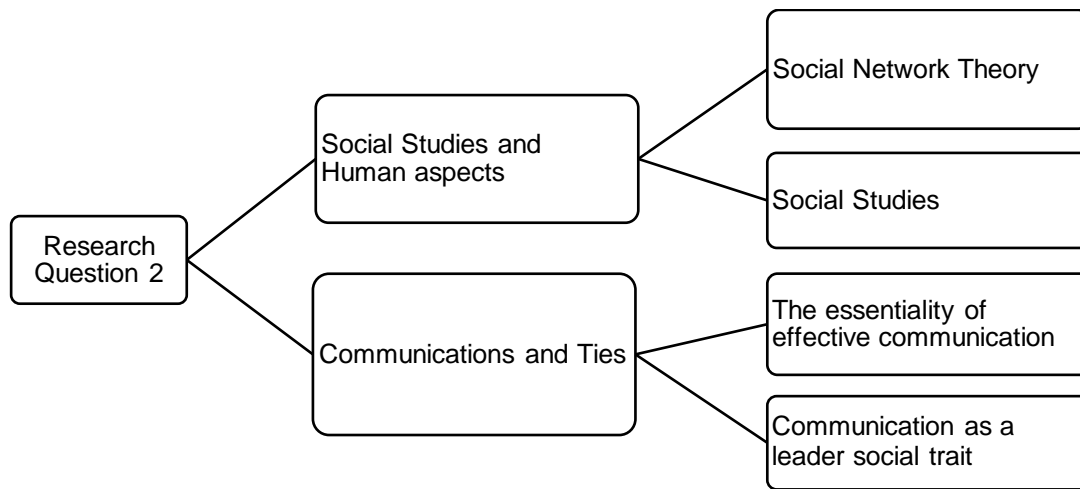 Research
Question 2
Social Studies and
Human aspects
Communications and Ties
Social Network Theory
Social Studies
The essentiality of
effective communication
Communication as a
leader social trait